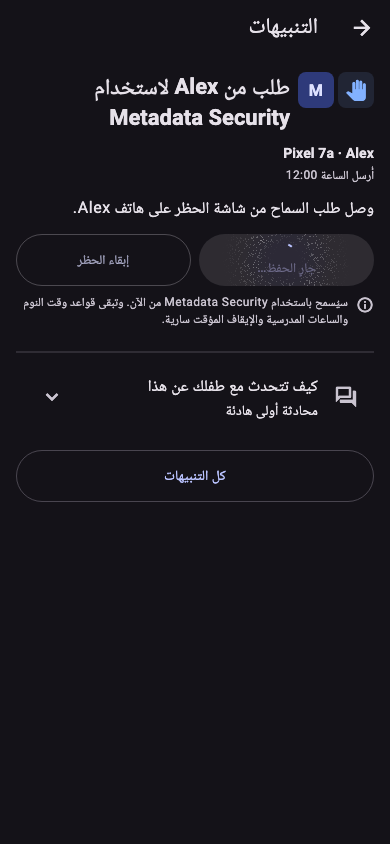 التنبيهات
طلب من Alex لاستخدام
Metadata Security
M
Pixel 7a · Alex
أُرسل الساعة 12:00
وصل طلب السماح من شاشة الحظر على هاتف Alex.
جارٍ الحفظ…
إبقاء الحظر
سيُسمح باستخدام Metadata Security من الآن. وتبقى قواعد وقت النوم
والساعات المدرسية والإيقاف المؤقت سارية.
كيف تتحدث مع طفلك عن هذا
محادثة أولى هادئة
كل التنبيهات